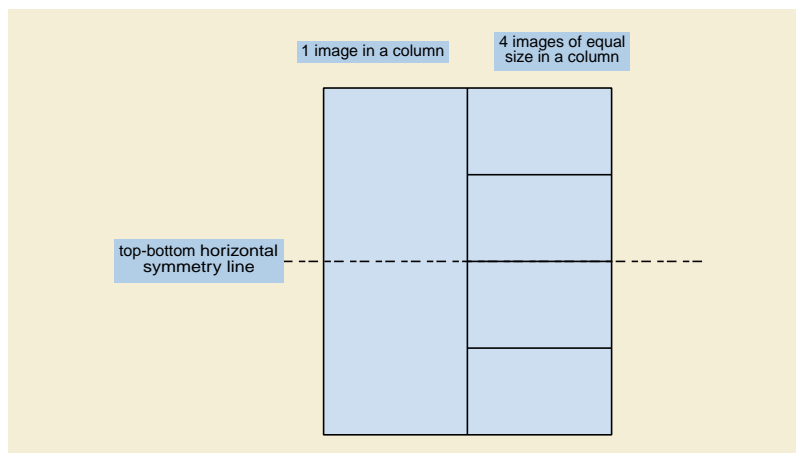 1 image in a column
4 images of equal
size in a column
top-bottom horizontal
symmetry line